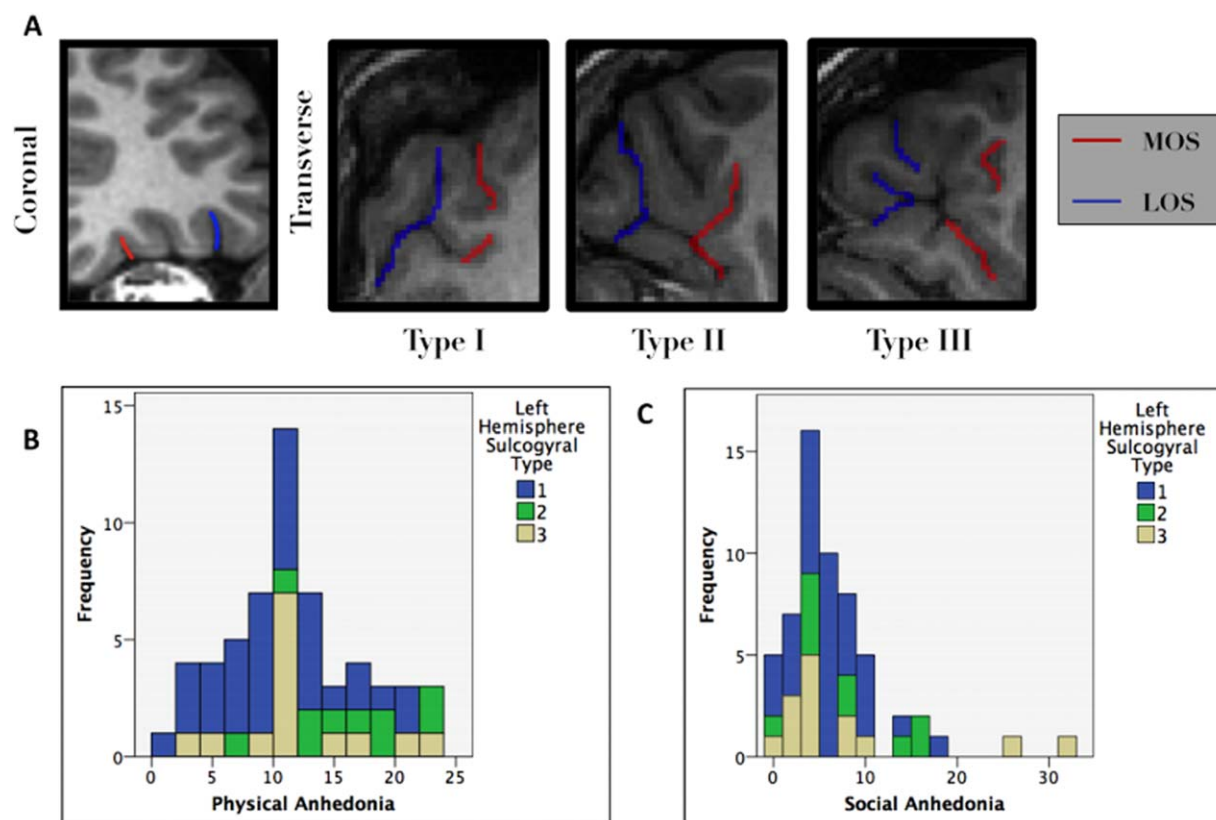 A
Coronal
Transverse
MOS
LOS
Type I
Type II
Type III
B
15
10
5
0
Frequency
0 5 10 15 20 25
Physical Anhedonia
Left
Hemisphere
Sulcogyral
Type
1
2
3
C
15
10
5
0
Frequency
0 10 20 30
Social Anhedonia
Left
Hemisphere
Sulcogyral
Type
1
2
3